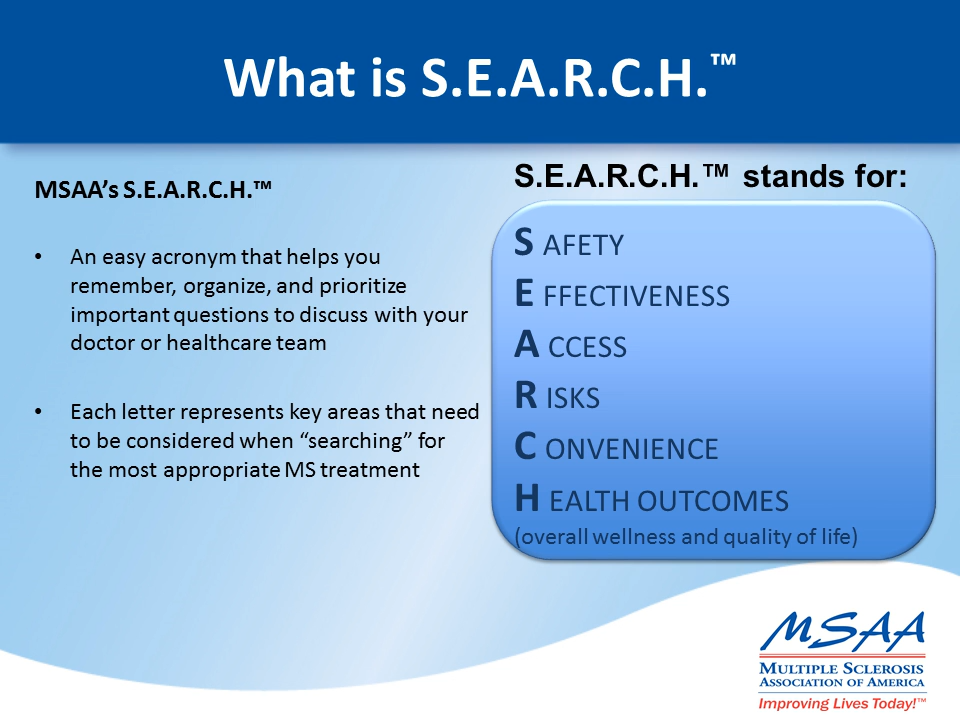 What is S.E.A.R.C.H.™
MSAA’s S.E.A.R.C.H.™
• An easy acronym that helps you
remember, organize, and prioritize
important questions to discuss with your
doctor or healthcare team
• Each letter represents key areas that need
to be considered when “searching” for
the most appropriate MS treatment
S.E.A.R.C.H.™ stands for:
S AFETY
E FFECTIVENESS
A CCESS
R ISKS
C ONVENIENCE
H EALTH OUTCOMES
(overall wellness and quality of life)
MSAA
MULTIPLE SCLEROSIS
ASSOCIATION OF AMERICA
Improving Lives Today!™